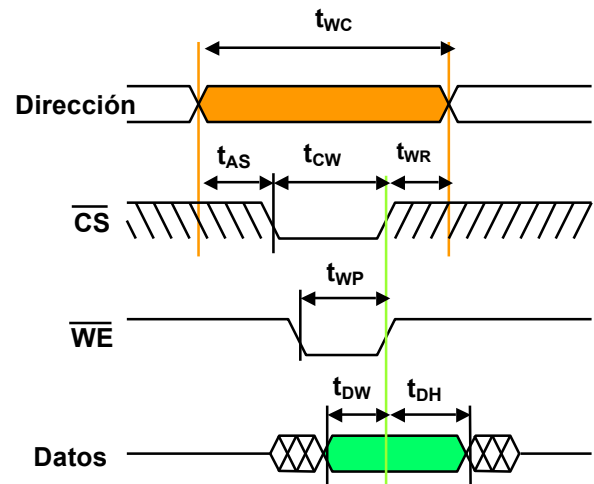 tWC
Dirección
tAS tCW tWR
CS
tWP
WE
tDW tDH
Datos